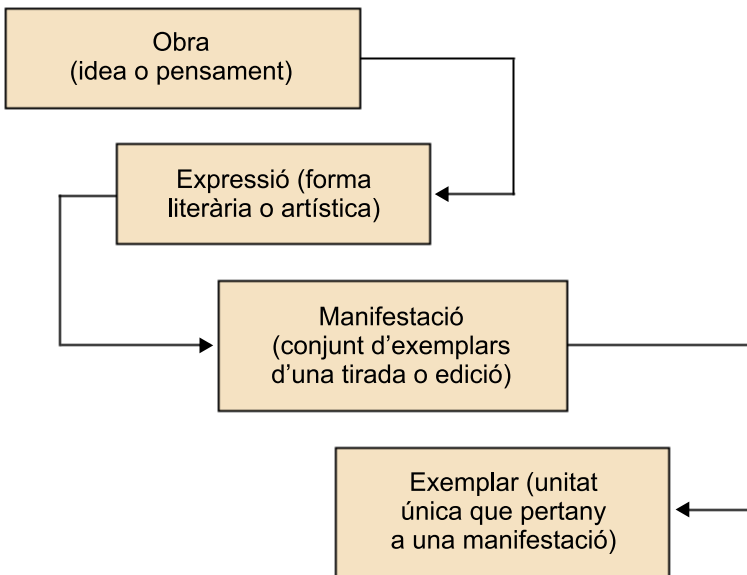 Obra
(idea o pensament)
Expressió (forma
literària o artística)
Manifestació
(conjunt d’exemplars
d’una tirada o edició)
Exemplar (unitat
única que pertany
a una manifestació)